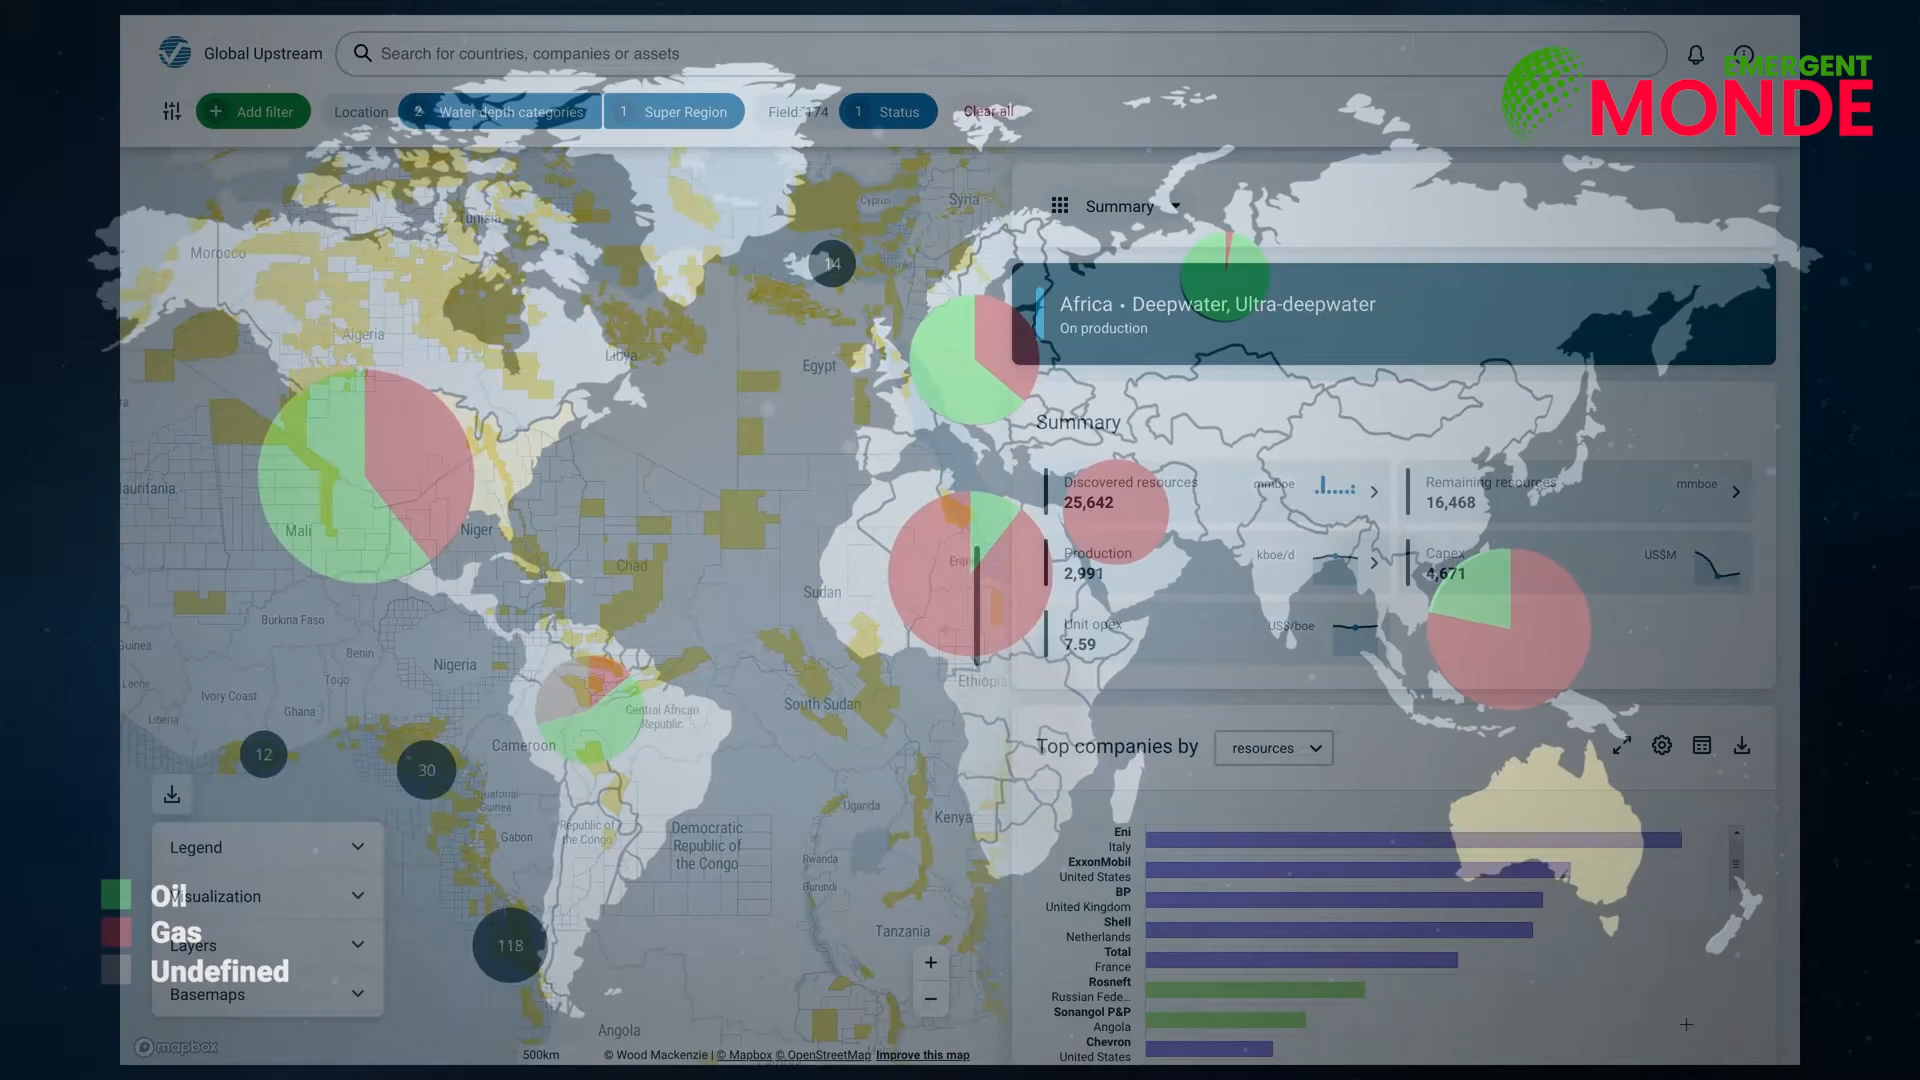 Global Upstream
Search for countries, companies or assets
EMERGENT
MONDE
Add filter
Location
2 Water depth categories
1 Super Region
Field: 174
1 Status
Clear all
Tunisia
Cyprus
Syria
Morocco
Summary
14
Africa • Deepwater, Ultra-deepwater
On production
Algeria
Libya
Egypt
Summary
Discovered resources
mmboe
25,642
Remaining resources
mmboe
16,468
auritania
Mali
Niger
Chad
Sudan
Production
kboe/d
2,991
Capex
US$M
4,671
Burkina Faso
Unit opex
US$/boe
7.59
Guinea
Benin
Nigeria
Togo
Ivory Coast
Ghana
Liberia
Ethiopia
South Sudan
Central African
Republic
Cameroon
12
30
Top companies by
resources
Equatorial
Guinea
Gabon
Republic of
the Congo
Democratic
Republic of
the Congo
Uganda
Kenya
Rwanda
Burundi
Tanzania
Legend
Visualization
Layers
Basemaps
Oil
Gas
Undefined
118
+
−
Eni
Italy
ExxonMobil
United States
BP
United Kingdom
Shell
Netherlands
Total
France
Rosneft
Russian Fede...
Sonangol P&P
Angola
Chevron
United States
Angola
mapbox
500km
© Wood Mackenzie | © Mapbox © OpenStreetMap Improve this map